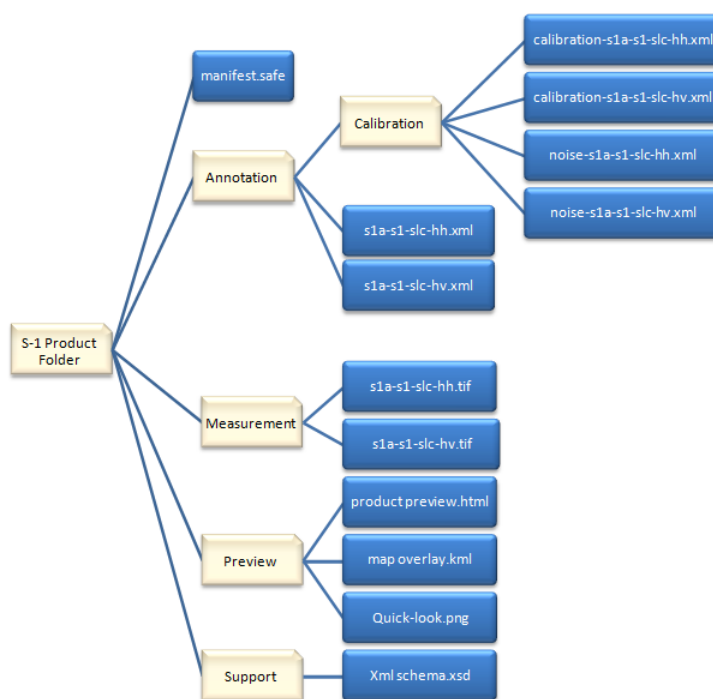 calibration-s1a-s1-slc-hh.xml
manifest.safe
calibration-s1a-s1-slc-hv.xml
Calibration
noise-s1a-s1-slc-hh.xml
Annotation
noise-s1a-s1-slc-hv.xml
s1a-s1-slc-hh.xml
s1a-s1-slc-hv.xml
S-1 Product
Folder
s1a-s1-slc-hh.tif
Measurement
s1a-s1-slc-hv.tif
product preview.html
Preview
map overlay.kml
Quick-look.png
Support
Xml schema.xsd